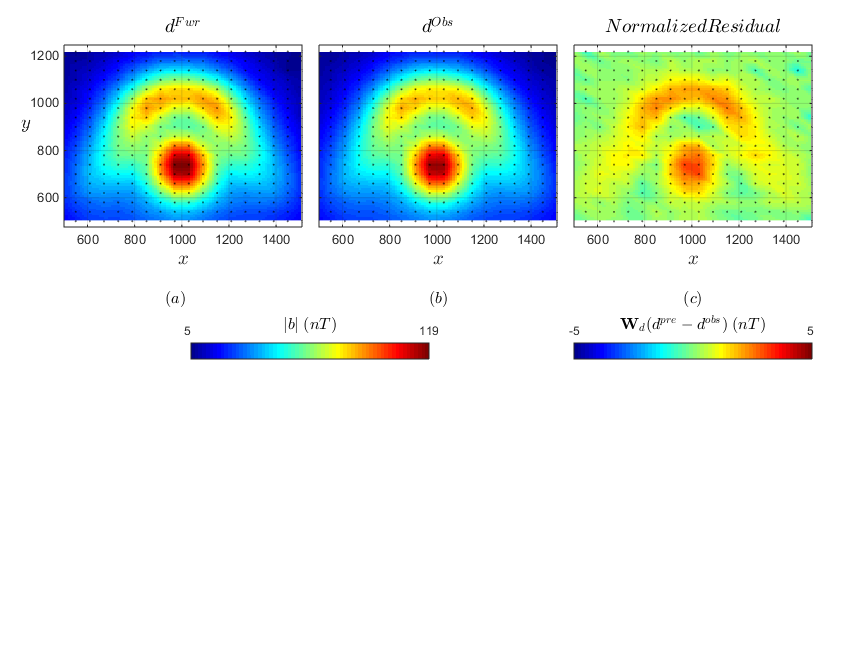 d^{Fwr} d^{Obs} NormalizedResidual
1200
1000
y
800
600
600 800 1000 1200 1400 600 800 1000 1200 1400 600 800 1000 1200 1400
x x x
(a) (b) (c)
|b| (nT) W_d(d^{pre} − d^{obs}) (nT)
5 119 -5 5